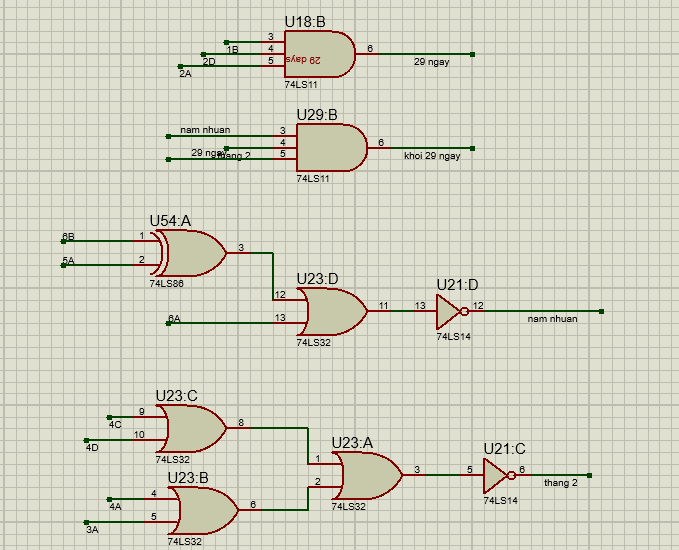 U18:B
3
1B
4
2D
5
2A
29 days
6
29 ngay
74LS11
U29:B
nam nhuan
3
29 ngay
4
thang 2
5
6
khoi 29 ngay
74LS11
U54:A
6B
1
5A
2
3
74LS86
U23:D
12
6A
13
11
74LS32
U21:D
13
12
nam nhuan
74LS14
U23:C
9
4C
10
4D
8
74LS32
U23:A
1
2
3
74LS32
U21:C
5
6
thang 2
74LS14
U23:B
4
4A
5
3A
6
74LS32